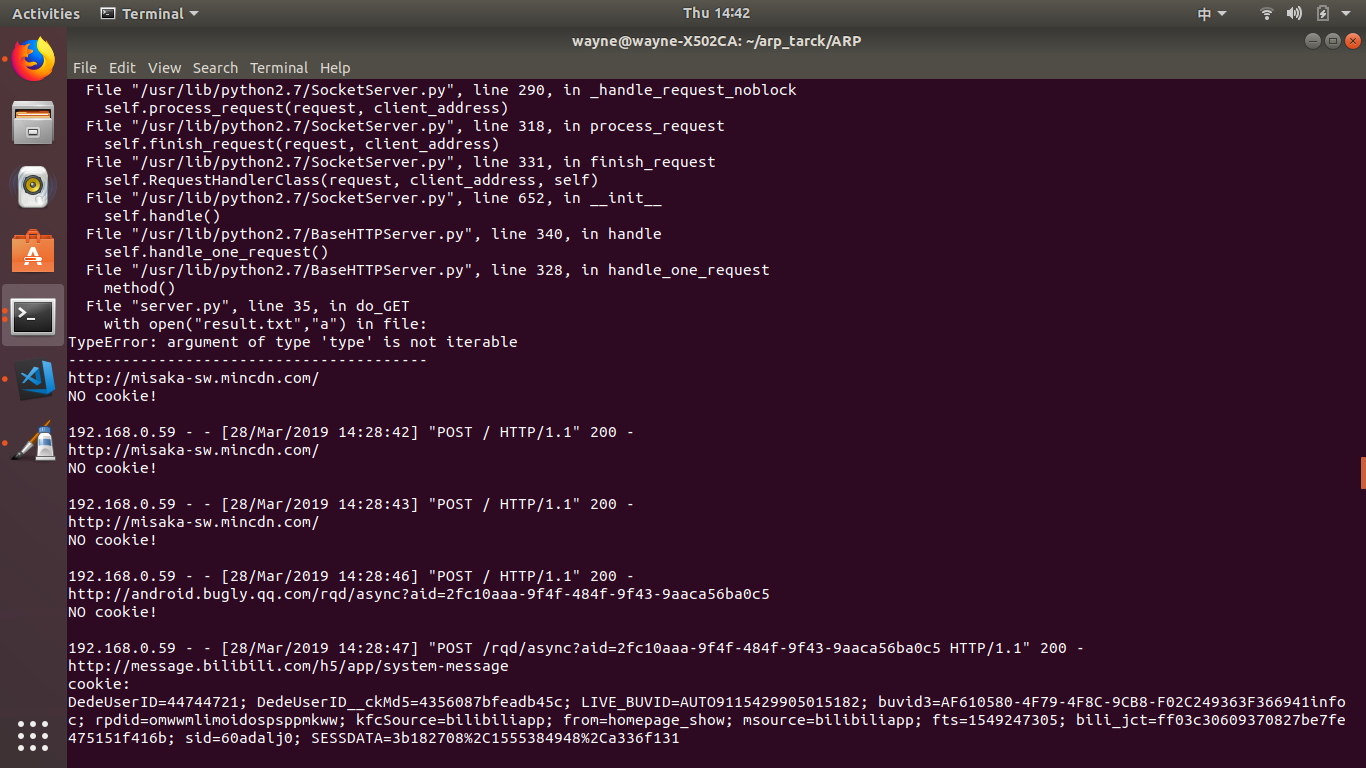 Activities Terminal Thu 14:42 中
wayne@wayne-X502CA: ~/arp_tarck/ARP
File Edit View Search Terminal Help
File "/usr/lib/python2.7/SocketServer.py", line 290, in _handle_request_noblock
self.process_request(request, client_address)
File "/usr/lib/python2.7/SocketServer.py", line 318, in process_request
self.finish_request(request, client_address)
File "/usr/lib/python2.7/SocketServer.py", line 331, in finish_request
self.RequestHandlerClass(request, client_address, self)
File "/usr/lib/python2.7/SocketServer.py", line 652, in __init__
self.handle()
File "/usr/lib/python2.7/BaseHTTPServer.py", line 340, in handle
self.handle_one_request()
File "/usr/lib/python2.7/BaseHTTPServer.py", line 328, in handle_one_request
method()
File "server.py", line 35, in do_GET
with open("result.txt","a") in file:
TypeError: argument of type 'type' is not iterable
----------------------------------------
http://misaka-sw.mincdn.com/
NO cookie!
192.168.0.59 - - [28/Mar/2019 14:28:42] "POST / HTTP/1.1" 200 -
http://misaka-sw.mincdn.com/
NO cookie!
192.168.0.59 - - [28/Mar/2019 14:28:43] "POST / HTTP/1.1" 200 -
http://misaka-sw.mincdn.com/
NO cookie!
192.168.0.59 - - [28/Mar/2019 14:28:46] "POST / HTTP/1.1" 200 -
http://android.bugly.qq.com/rqd/async?aid=2fc10aaa-9f4f-484f-9f43-9aaca56ba0c5
NO cookie!
192.168.0.59 - - [28/Mar/2019 14:28:47] "POST /rqd/async?aid=2fc10aaa-9f4f-484f-9f43-9aaca56ba0c5 HTTP/1.1" 200 -
http://message.bilibili.com/h5/app/system-message
cookie:
DedeUserID=44744721; DedeUserID__ckMd5=4356087bfeadb45c; LIVE_BUVID=AUTO9115429905015182; buvid3=AF610580-4F79-4F8C-9CB8-F02C249363F366941info
c; rpdid=omwwmlimoidospsppmkww; kfcSource=bilibiliapp; from=homepage_show; msource=bilibiliapp; fts=1549247305; bili_jct=ff03c30609370827be7fe
475151f416b; sid=60adalj0; SESSDATA=3b182708%2C1555384948%2Ca336f131